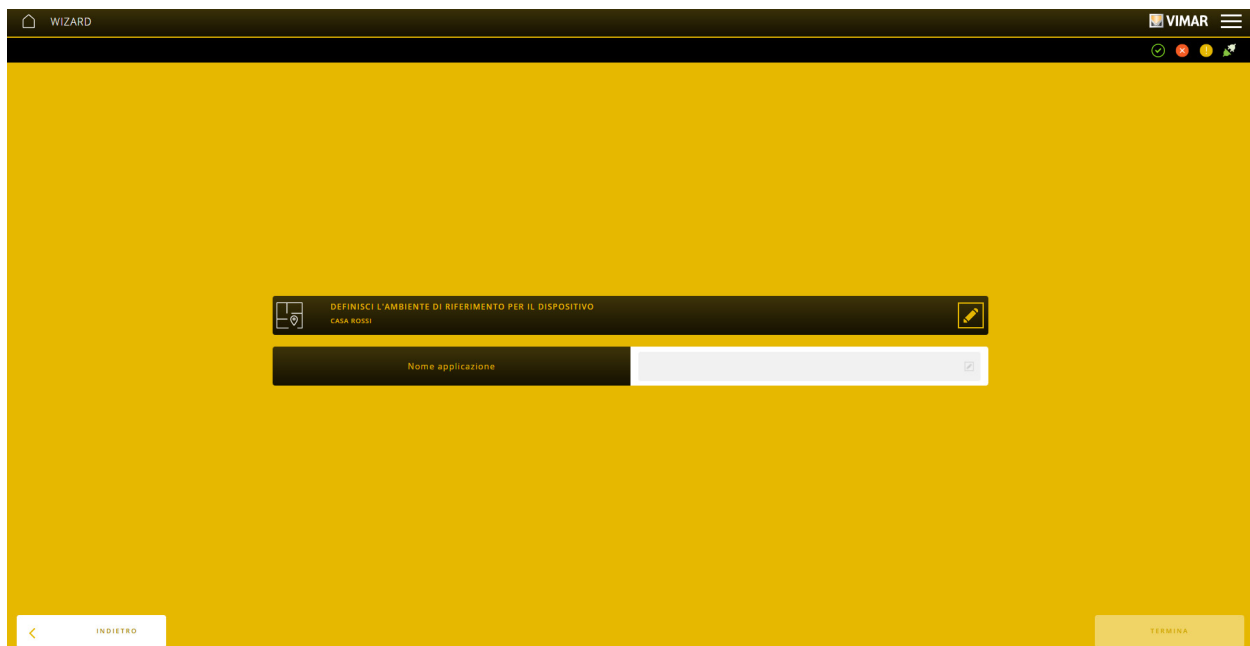 WIZARD
VIMAR
DEFINISCI L'AMBIENTE DI RIFERIMENTO PER IL DISPOSITIVO
CASA ROSSI
Nome applicazione
INDIETRO
TERMINA